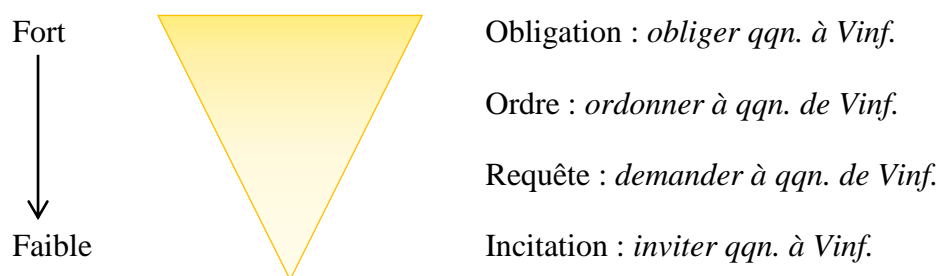 Fort
Obligation : obliger qqn. à Vinf.
Ordre : ordonner à qqn. de Vinf.
Requête : demander à qqn. de Vinf.
Faible
Incitation : inviter qqn. à Vinf.